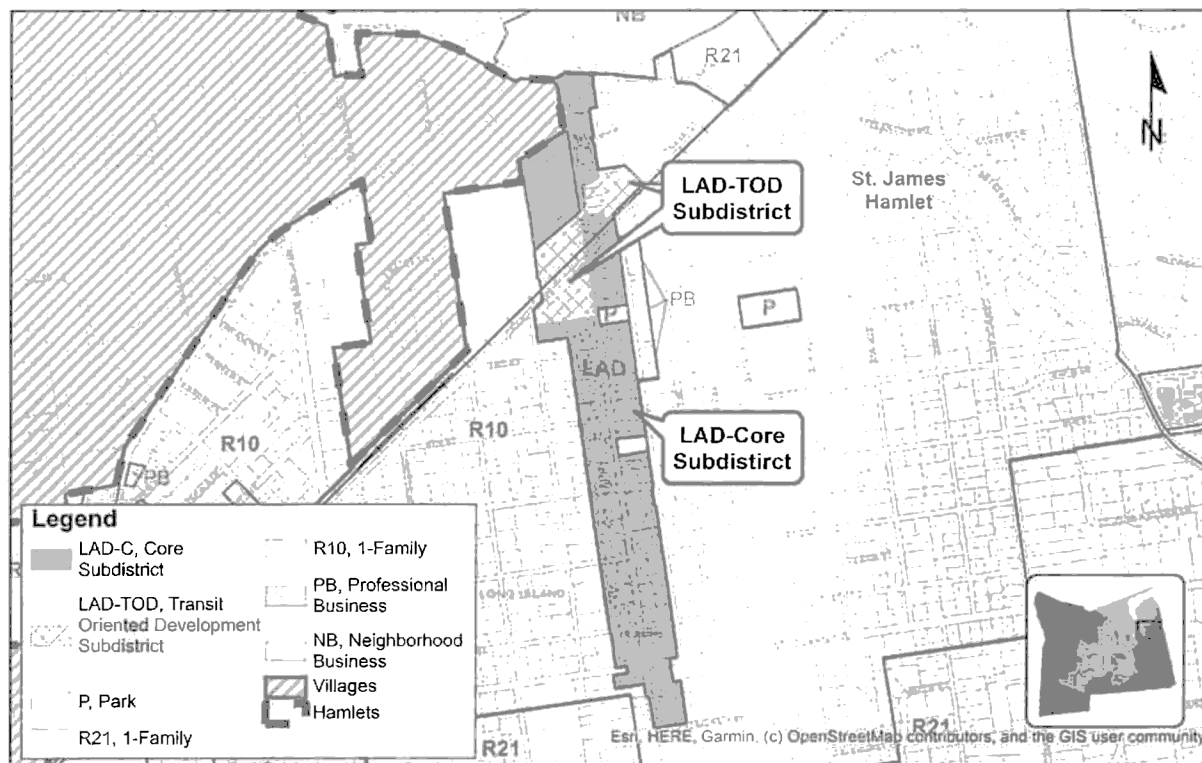 NB
R21
N
St. James
Hamlet
LAD-TOD
Subdistrict
PB
P
P
LAD
R10
R10
LAD-Core
Subdistirct
PB
Legend
LAD-C, Core
Subdistrict
LAD-TOD, Transit
Oriented Development
Subdistrict
P, Park
R21, 1-Family
R10, 1-Family
PB, Professional
Business
NB, Neighborhood
Business
Villages
Hamlets
LONG ISLAND
R21
R21
Esri, HERE, Garmin, (c) OpenStreetMap contributors, and the GIS user community